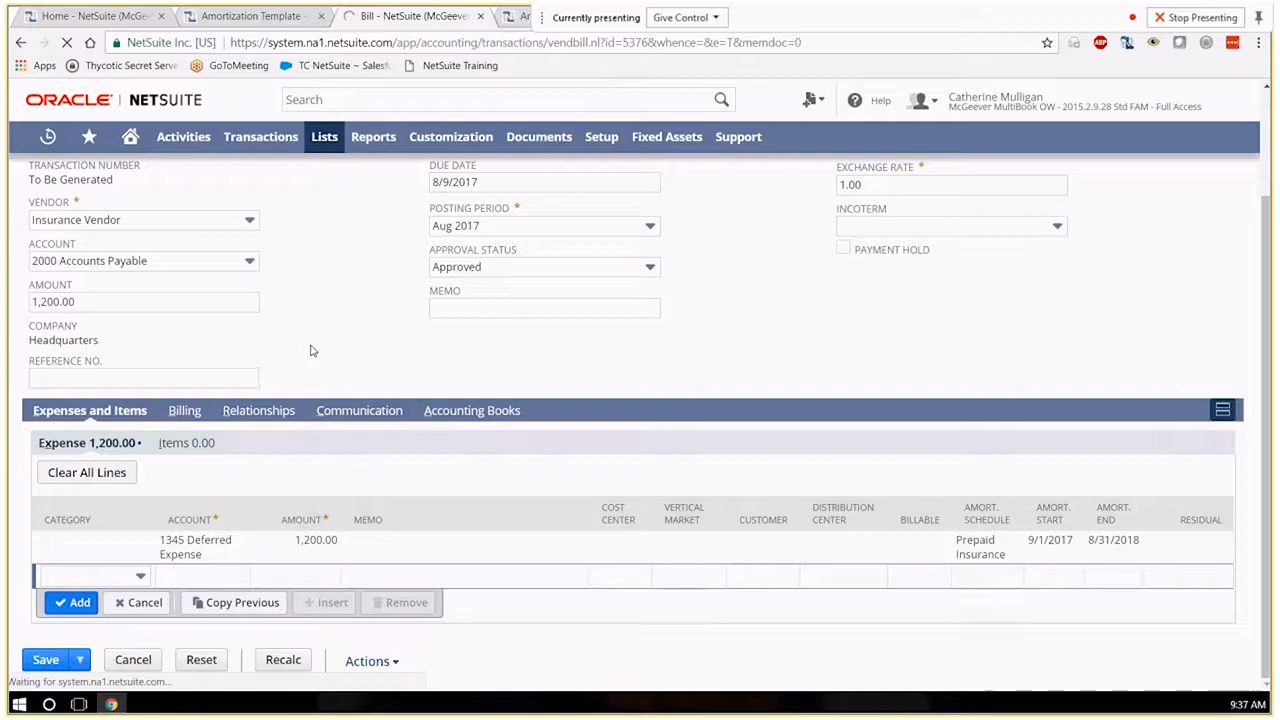 Home - NetSuite (McGee
Amortization Template -
Bill - NetSuite (McGeever
Currently presenting
Give Control
Stop Presenting
NetSuite Inc. [US]
https://system.na1.netsuite.com/app/accounting/transactions/vendbill.nl?id=5376&whence=&e=T&memdoc=0
Apps
Thycotic Secret Serve
GoToMeeting
TC NetSuite ~ Salesf
NetSuite Training
ORACLE | NETSUITE
Search
Help
Catherine Mulligan
McGeever MultiBook OW - 2015.2.9.28 Std FAM - Full Access
Activities
Transactions
Lists
Reports
Customization
Documents
Setup
Fixed Assets
Support
TRANSACTION NUMBER
To Be Generated
VENDOR *
Insurance Vendor
ACCOUNT
2000 Accounts Payable
AMOUNT
1,200.00
COMPANY
Headquarters
REFERENCE NO.
DUE DATE
8/9/2017
POSTING PERIOD *
Aug 2017
APPROVAL STATUS
Approved
MEMO
EXCHANGE RATE *
1.00
INCOTERM
PAYMENT HOLD
Expenses and Items
Billing
Relationships
Communication
Accounting Books
Expense 1,200.00•
Items 0.00
Clear All Lines
CATEGORY
ACCOUNT*
AMOUNT*
MEMO
COST
CENTER
VERTICAL
MARKET
CUSTOMER
DISTRIBUTION
CENTER
BILLABLE
AMORT.
SCHEDULE
AMORT.
START
AMORT.
END
RESIDUAL
1345 Deferred
Expense
1,200.00
Prepaid
Insurance
9/1/2017
8/31/2018
Add
Cancel
Copy Previous
+ Insert
Remove
Save
Cancel
Reset
Recalc
Actions
Waiting for system.na1.netsuite.com...
9:37 AM